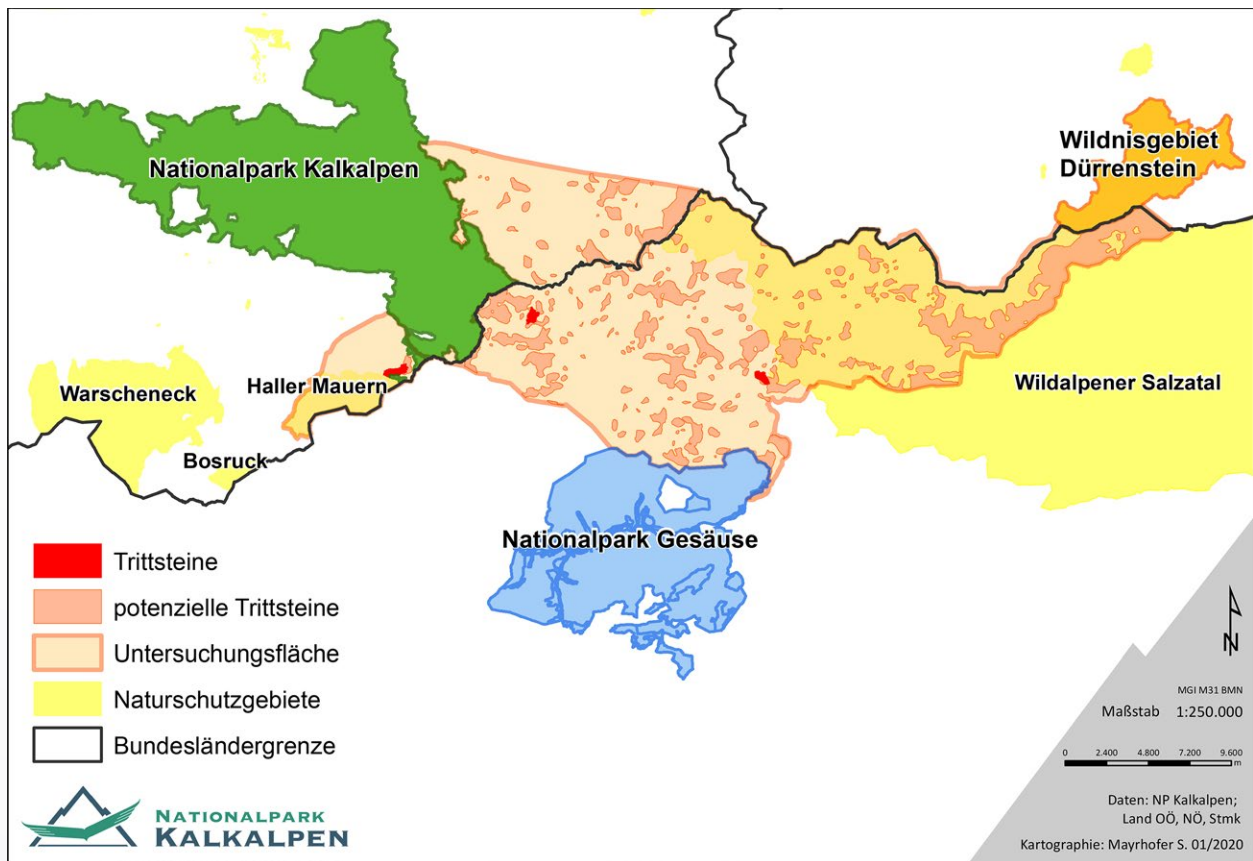 Nationalpark Kalkalpen
Wildnisgebiet
Dürrenstein
Warscheneck
Haller Mauern
Wildalpener Salzatal
Bosruck
Nationalpark Gesäuse
Trittsteine
potenzielle Trittsteine
Untersuchungsfläche
Naturschutzgebiete
Bundesländergrenze
NATIONALPARK
KALKALPEN
N
MGI M31 BMN
Maßstab 1:250.000
0 2.400 4.800 7.200 9.600
m
Daten: NP Kalkalpen;
Land OÖ, NÖ, Stmk
Kartographie: Mayrhofer S. 01/2020